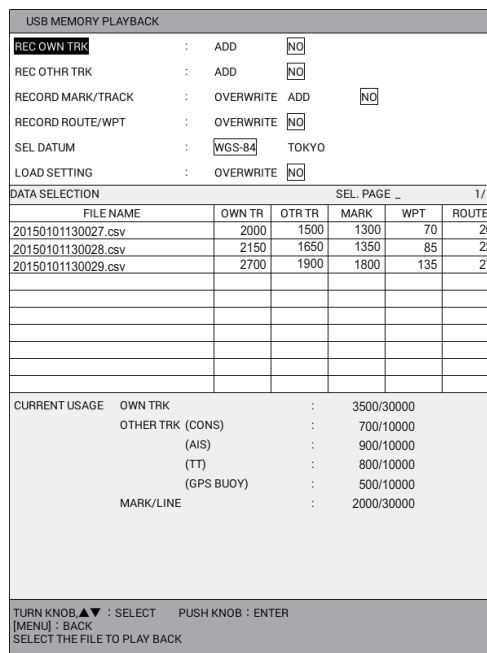 USB MEMORY PLAYBACK
REC OWN TRK : ADD NO
REC OTHR TRK : ADD NO
RECORD MARK/TRACK : OVERWRITE ADD NO
RECORD ROUTE/WPT : OVERWRITE NO
SEL DATUM : WGS-84 TOKYO
LOAD SETTING : OVERWRITE NO
DATA SELECTION SEL. PAGE _ 1/
FILE NAME OWN TR OTR TR MARK WPT ROUTE
20150101130027.csv 2000 1500 1300 70
20150101130028.csv 2150 1650 1350 85
20150101130029.csv 2700 1900 1800 135
CURRENT USAGE OWN TRK : 3500/30000
OTHER TRK (CONS) : 700/10000
(AIS) : 900/10000
(TT) : 800/10000
(GPS BUOY) : 500/10000
MARK/LINE : 2000/30000
TURN KNOB,▲▼ : SELECT PUSH KNOB : ENTER
[MENU] : BACK
SELECT THE FILE TO PLAY BACK